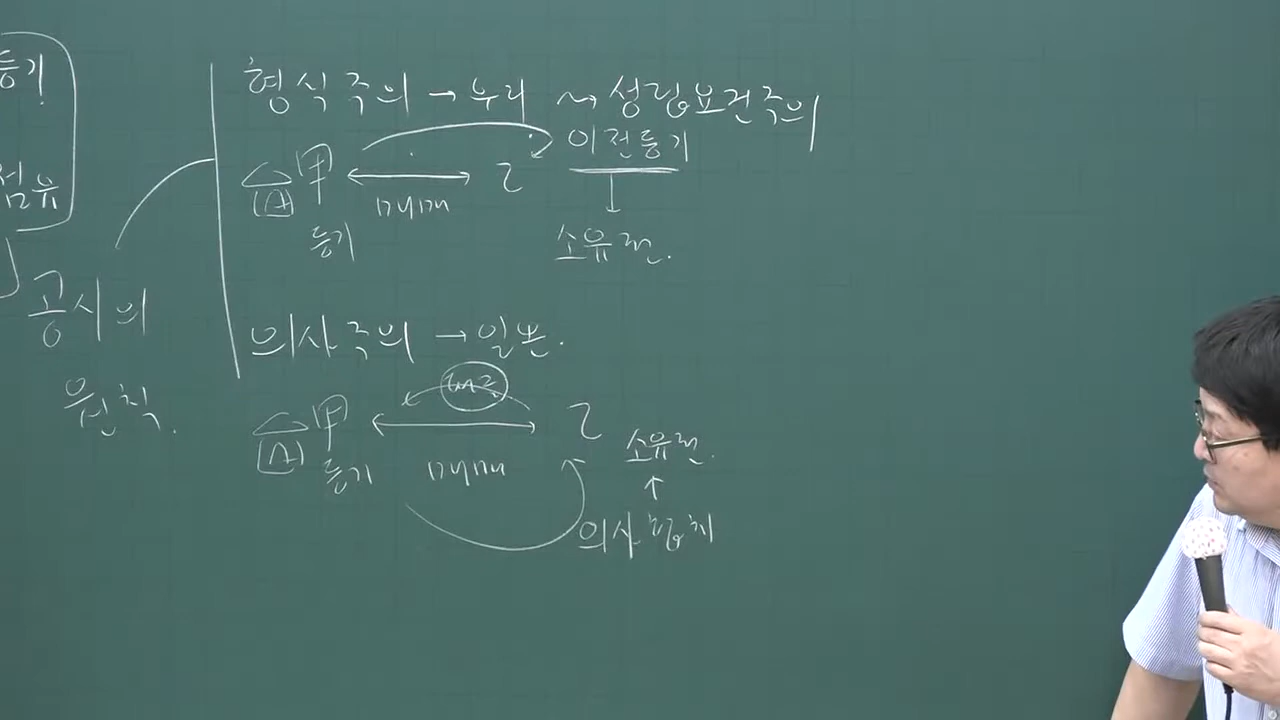 등기
점유
공시의
원칙.
형식주의 → 우리 ⇝ 성립요건주의
甲 ↔ 乙 이전등기
매매
등기
소유권.
의사주의 → 일본.
甲 ↔ 乙 소유권.
등기
매매
의사합치